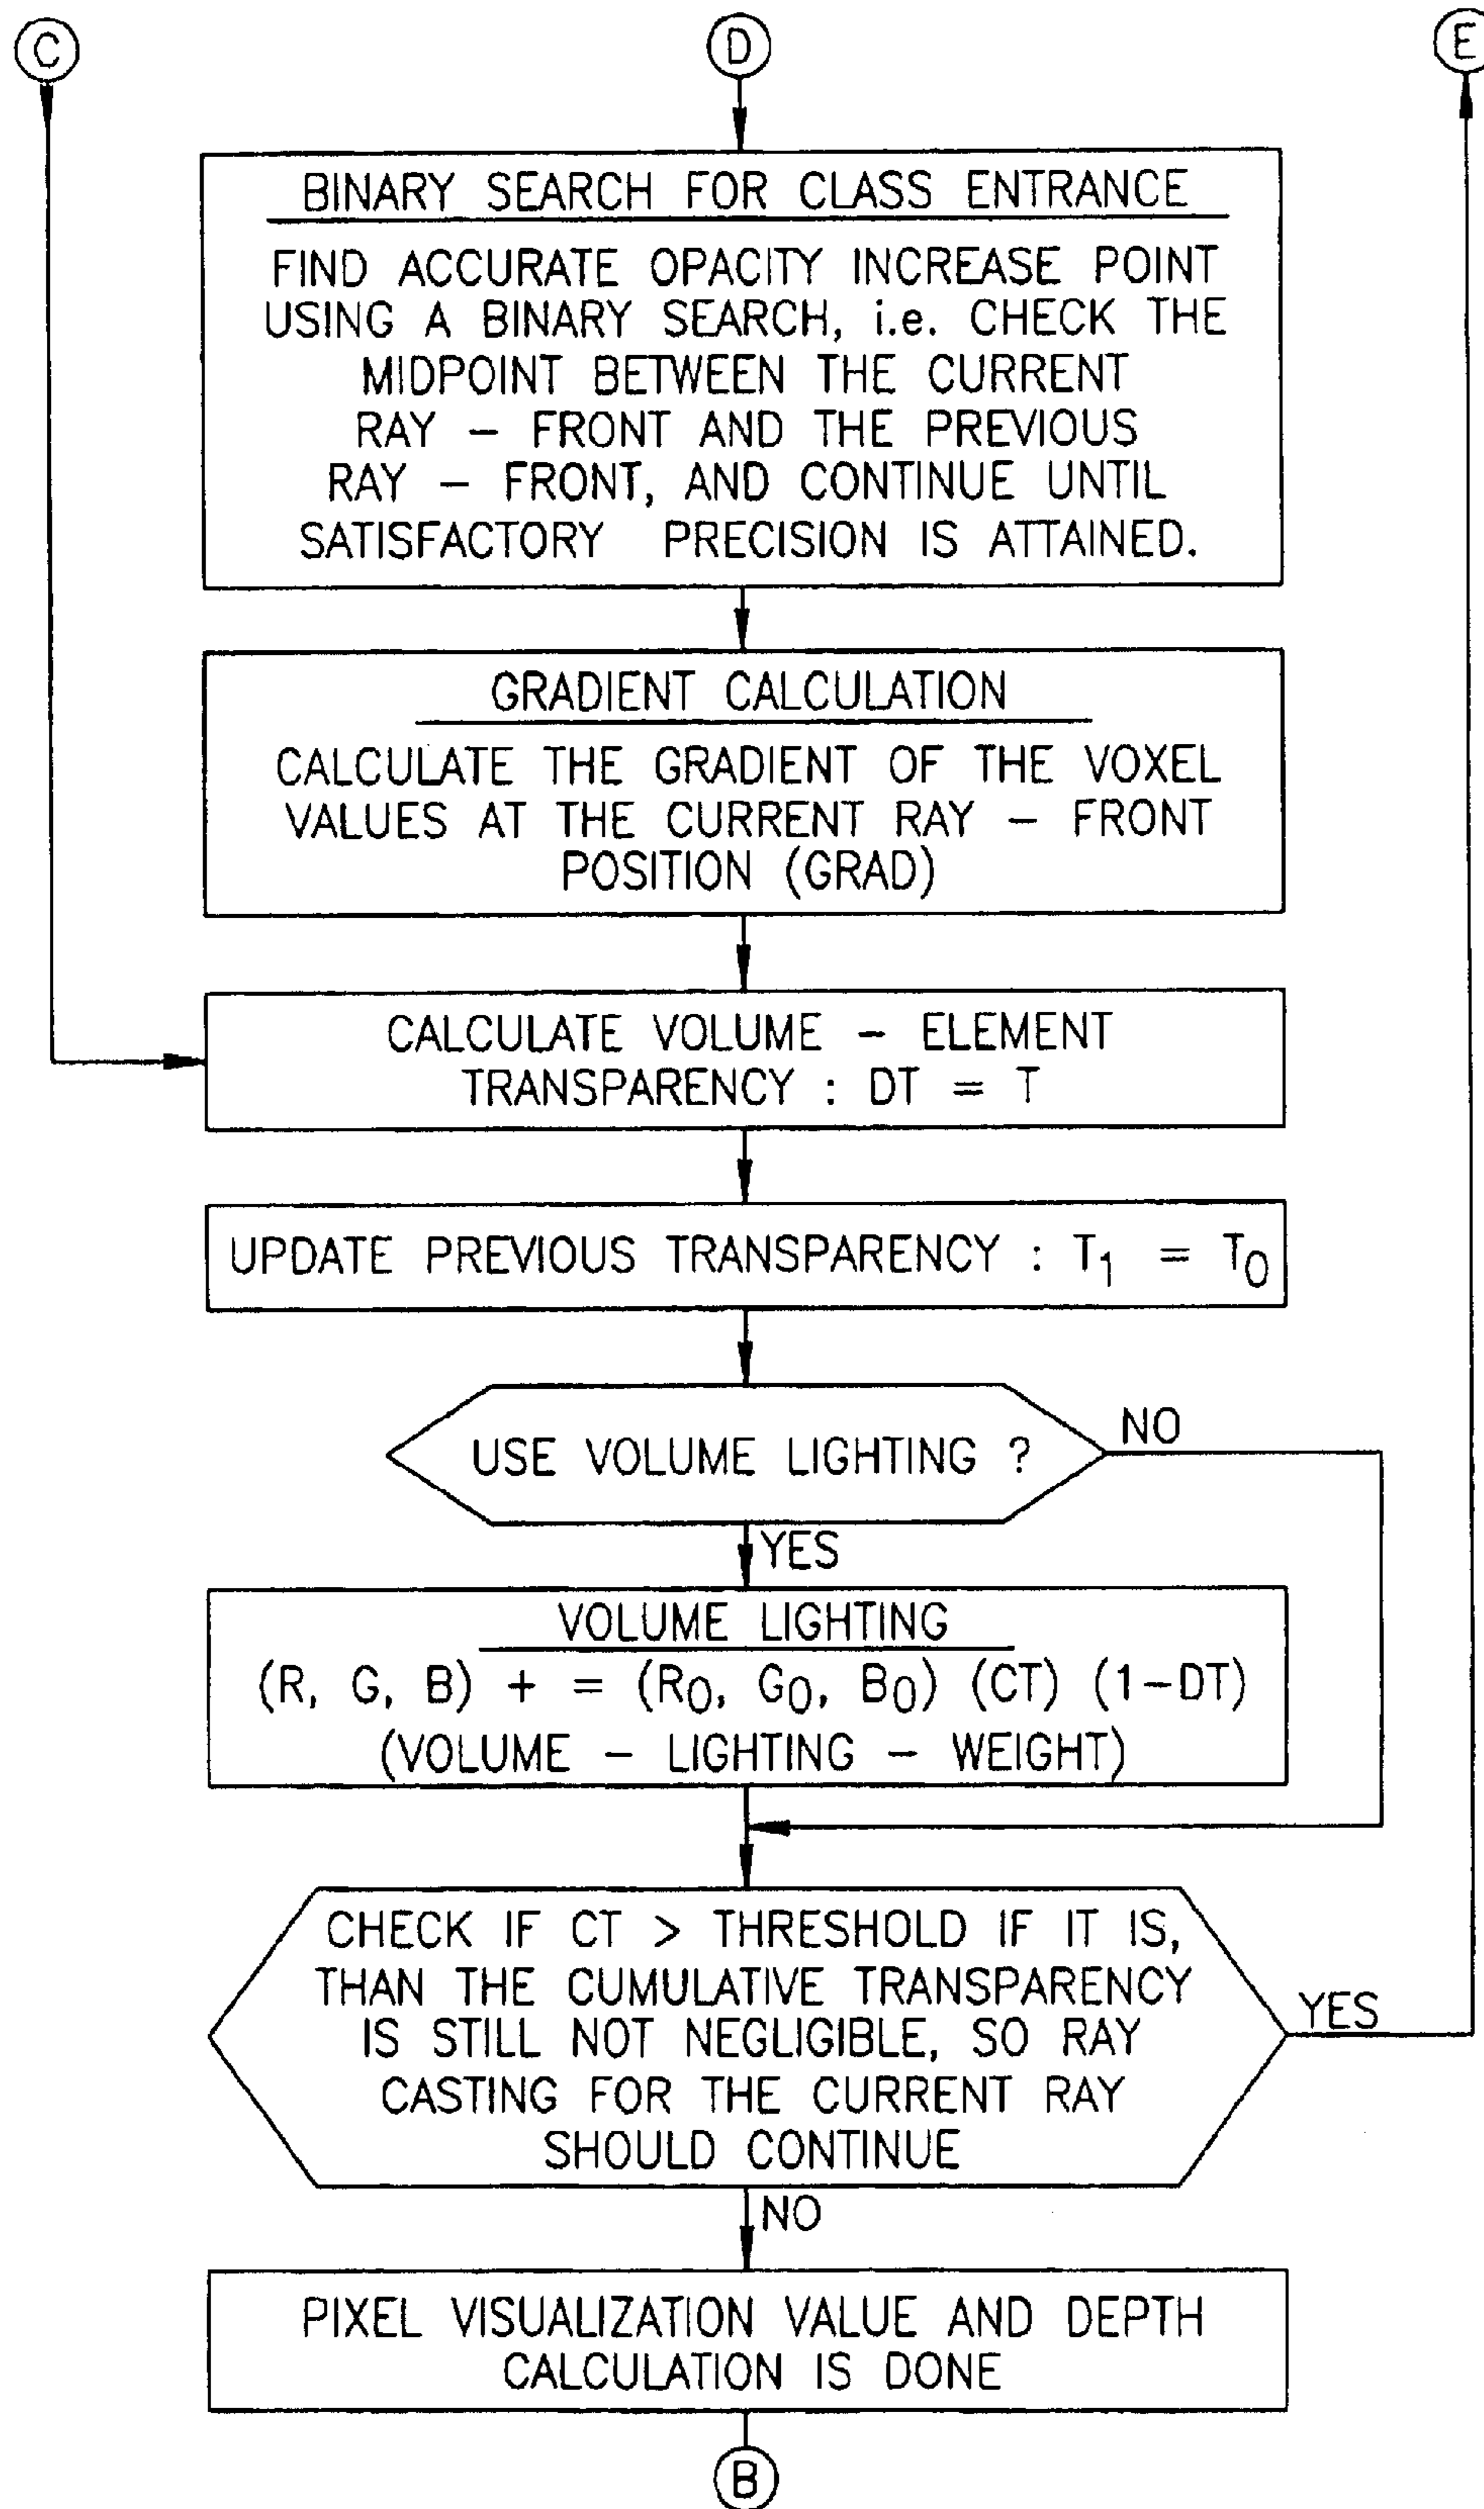 C
D
E
BINARY SEARCH FOR CLASS ENTRANCE
FIND ACCURATE OPACITY INCREASE POINT
USING A BINARY SEARCH, i.e. CHECK THE
MIDPOINT BETWEEN THE CURRENT
RAY – FRONT AND THE PREVIOUS
RAY – FRONT, AND CONTINUE UNTIL
SATISFACTORY PRECISION IS ATTAINED.
GRADIENT CALCULATION
CALCULATE THE GRADIENT OF THE VOXEL
VALUES AT THE CURRENT RAY – FRONT
POSITION (GRAD)
CALCULATE VOLUME – ELEMENT
TRANSPARENCY : DT = T
UPDATE PREVIOUS TRANSPARENCY : T₁ = T₀
USE VOLUME LIGHTING ?
NO
YES
VOLUME LIGHTING
(R, G, B) + = (R₀, G₀, B₀) (CT) (1–DT)
(VOLUME – LIGHTING – WEIGHT)
CHECK IF CT > THRESHOLD IF IT IS,
THAN THE CUMULATIVE TRANSPARENCY
IS STILL NOT NEGLIGIBLE, SO RAY
CASTING FOR THE CURRENT RAY
SHOULD CONTINUE
YES
NO
PIXEL VISUALIZATION VALUE AND DEPTH
CALCULATION IS DONE
B